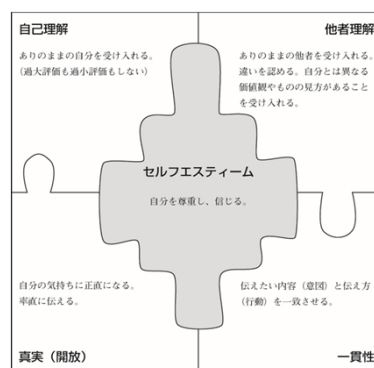 自己理解
ありのままの自分を受け入れる。
(過大評価も過小評価もしない)
他者理解
ありのままの他者を受け入れる。
違いを認める。自分とは異なる
価値観やものの見方があること
を受け入れる。
セルフエスティーム
自分を尊重し、信じる。
自分の気持ちに正直になる。
率直に伝える。
真実（開放）
伝えたい内容（意図）と伝え方
（行動）を一致させる。
一貫性